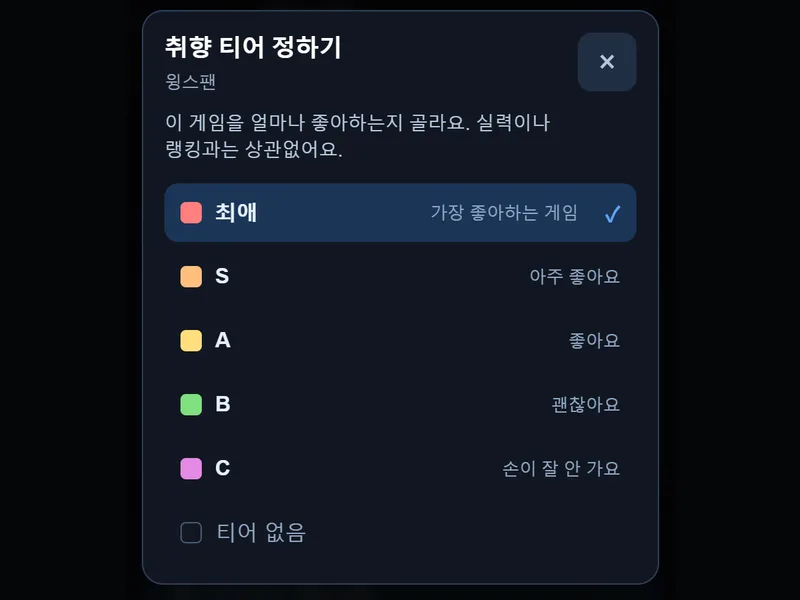 취향 티어 정하기
윙스팬
이 게임을 얼마나 좋아하는지 골라요. 실력이나
랭킹과는 상관없어요.
최애 가장 좋아하는 게임 ✓
S 아주 좋아요
A 좋아요
B 괜찮아요
C 손이 잘 안 가요
티어 없음